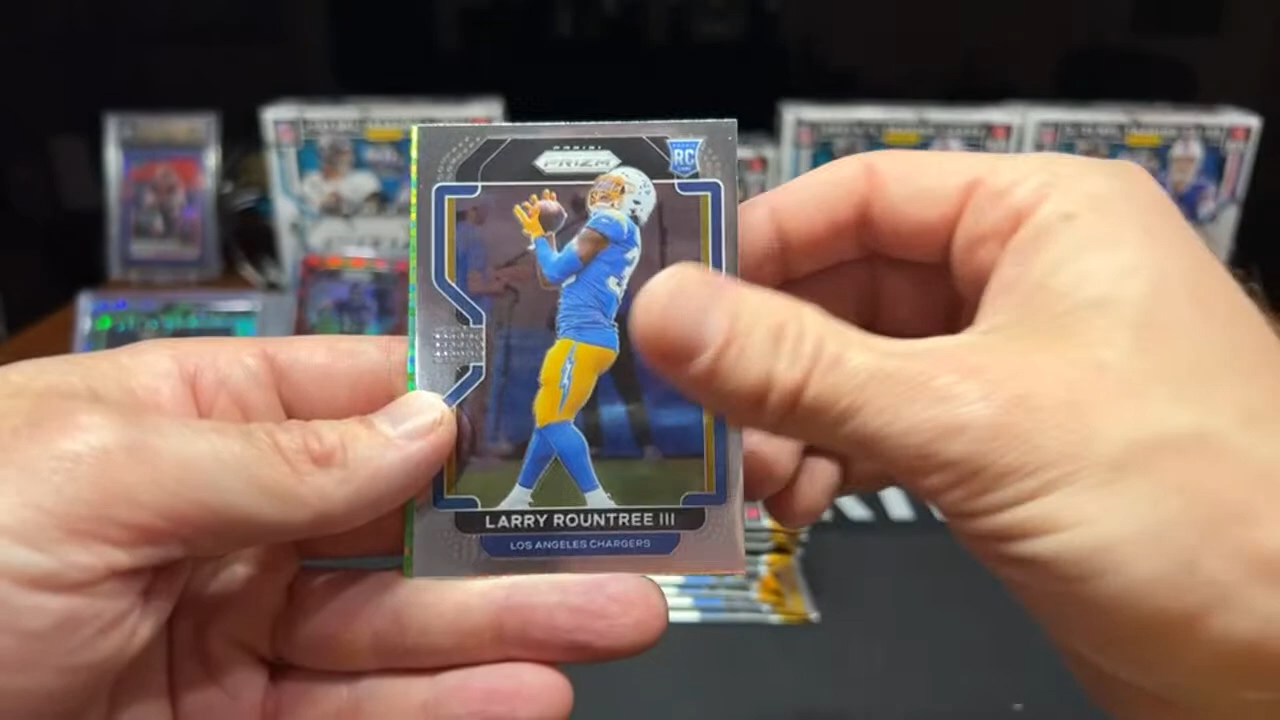 PANINI
PRIZM
RC
LARRY ROUNTREE III
LOS ANGELES CHARGERS